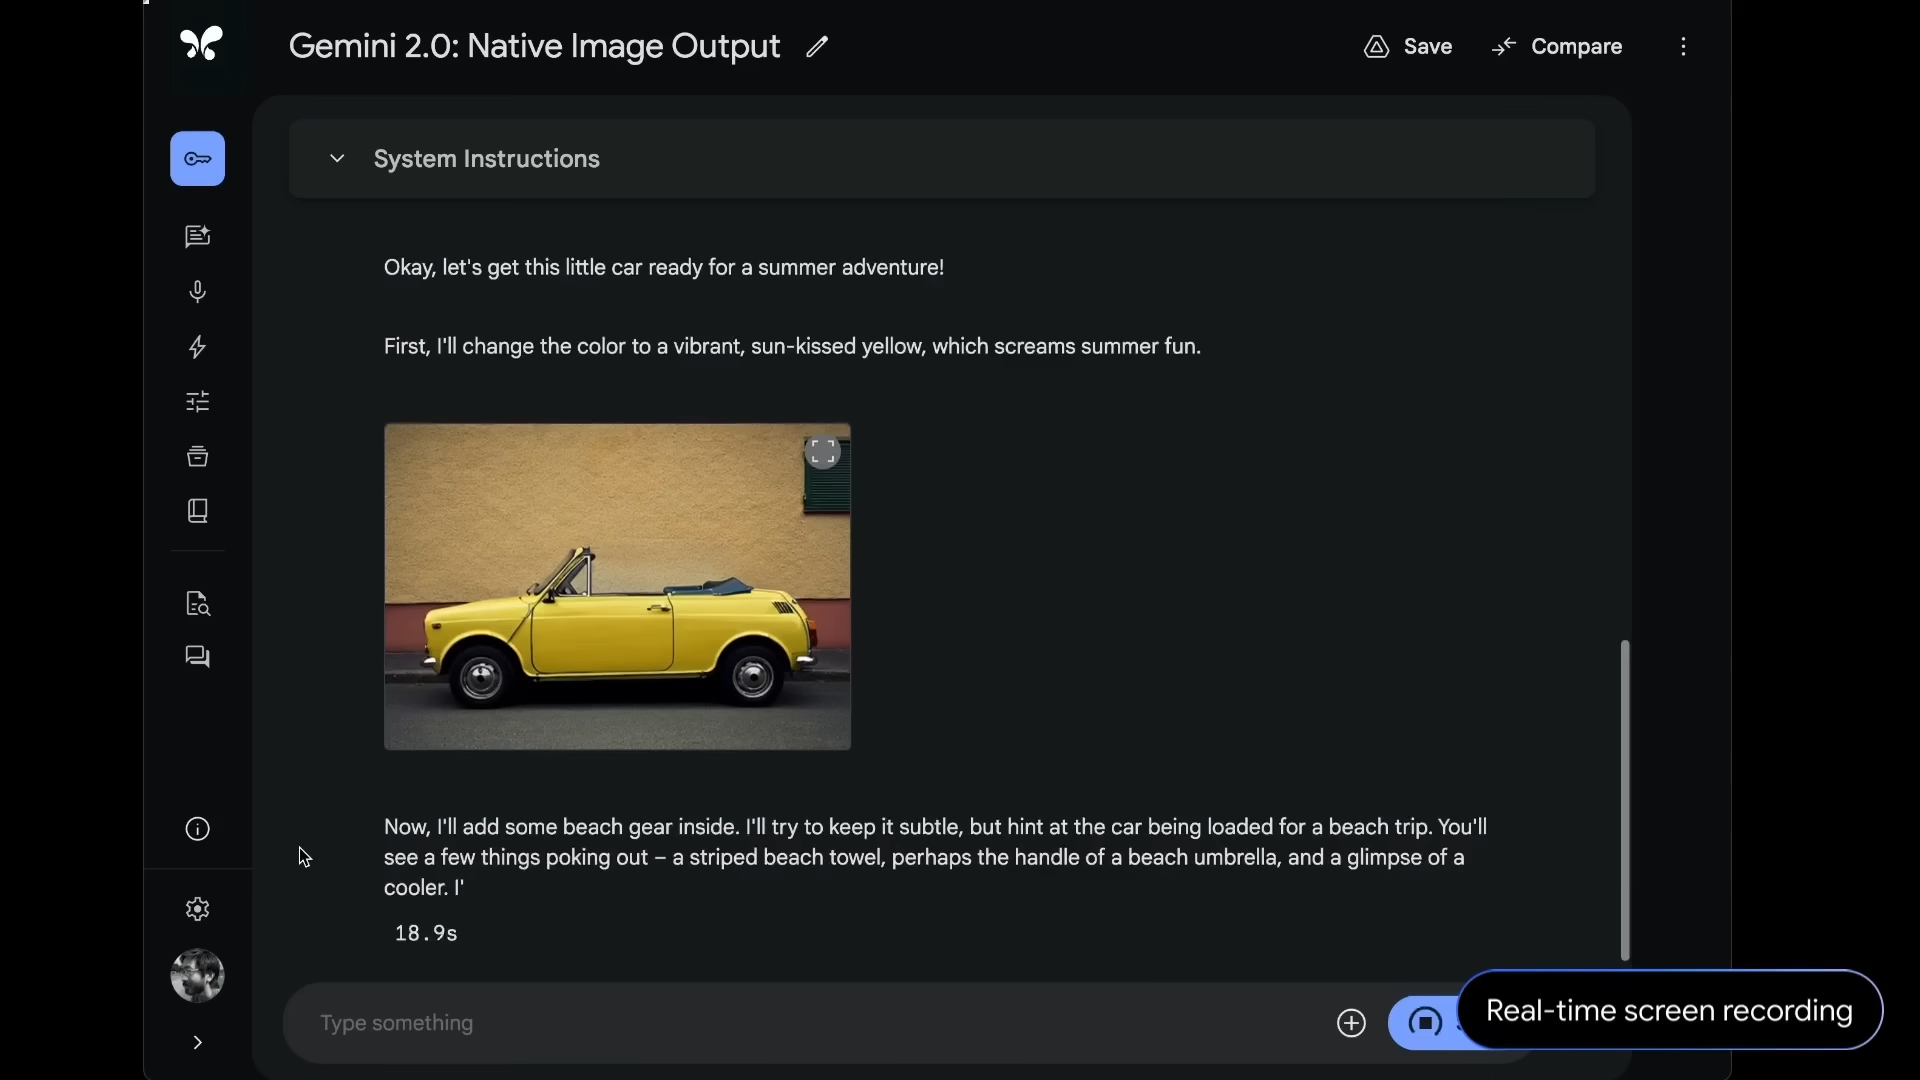 Gemini 2.0: Native Image Output
Save
Compare
System Instructions
Okay, let's get this little car ready for a summer adventure!
First, I'll change the color to a vibrant, sun-kissed yellow, which screams summer fun.
Now, I'll add some beach gear inside. I'll try to keep it subtle, but hint at the car being loaded for a beach trip. You'll
see a few things poking out – a striped beach towel, perhaps the handle of a beach umbrella, and a glimpse of a
cooler. I'
18.9s
Type something
Real-time screen recording